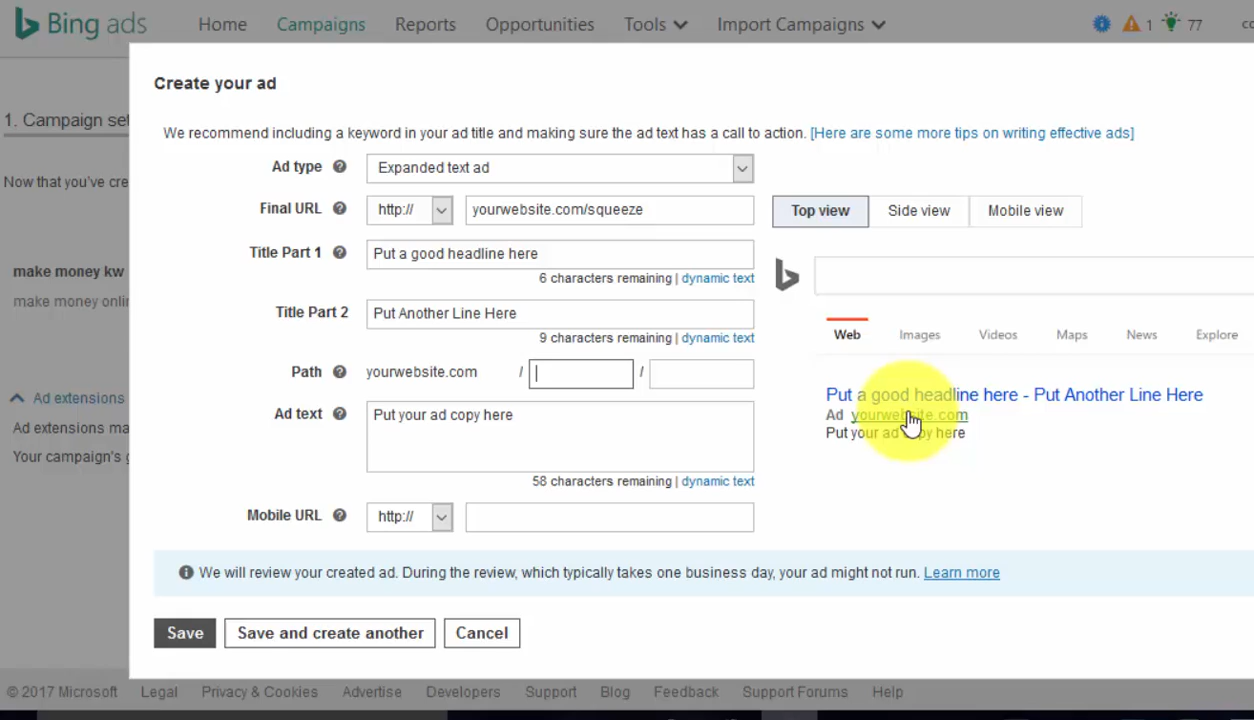 Bing ads Home Campaigns Reports Opportunities Tools Import Campaigns 1 77
Create your ad
1. Campaign set
We recommend including a keyword in your ad title and making sure the ad text has a call to action. [Here are some more tips on writing effective ads]
Now that you've cre
Ad type ? Expanded text ad
Final URL ? http:// yourwebsite.com/squeeze
Top view Side view Mobile view
Title Part 1 ? Put a good headline here
6 characters remaining | dynamic text
make money kw
make money onlin
Title Part 2 Put Another Line Here
9 characters remaining | dynamic text
Web Images Videos Maps News Explore
Path ? yourwebsite.com / /
Ad extensions
Ad extensions ma
Your campaign's g
Ad text ? Put your ad copy here
58 characters remaining | dynamic text
Put a good headline here - Put Another Line Here
Ad yourwebsite.com
Put your ad copy here
Mobile URL ? http://
We will review your created ad. During the review, which typically takes one business day, your ad might not run. Learn more
Save Save and create another Cancel
© 2017 Microsoft Legal Privacy & Cookies Advertise Developers Support Blog Feedback Support Forums Help